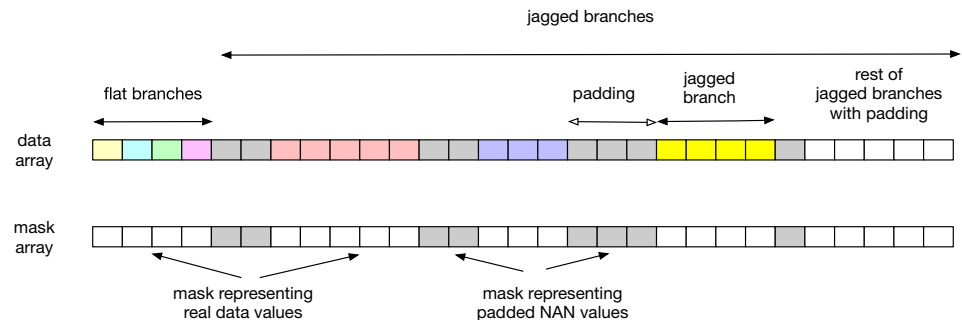 jagged branches
flat branches
padding
jagged
branch
rest of
jagged branches
with padding
data
array
mask
array
mask representing
real data values
mask representing
padded NAN values